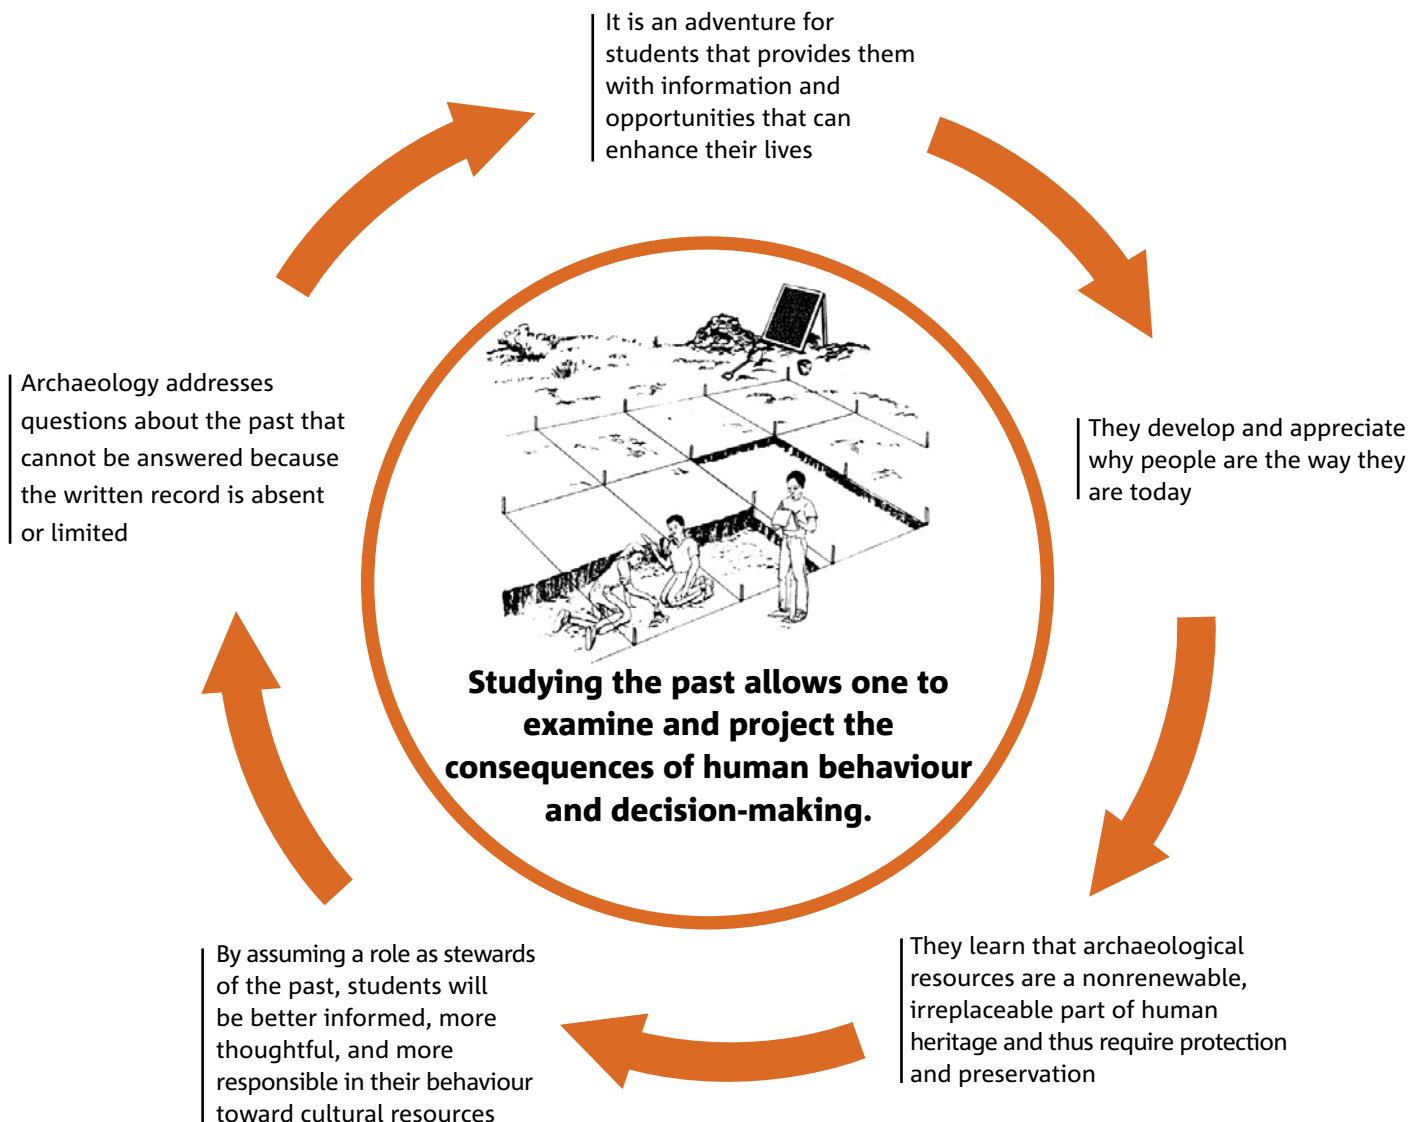 It is an adventure for
students that provides them
with information and
opportunities that can
enhance their lives
They develop and appreciate
why people are the way they
are today
They learn that archaeological
resources are a nonrenewable,
irreplaceable part of human
heritage and thus require protection
and preservation
By assuming a role as stewards
of the past, students will
be better informed, more
thoughtful, and more
responsible in their behaviour
toward cultural resources
Archaeology addresses
questions about the past that
cannot be answered because
the written record is absent
or limited
Studying the past allows one to
examine and project the
consequences of human behaviour
and decision-making.